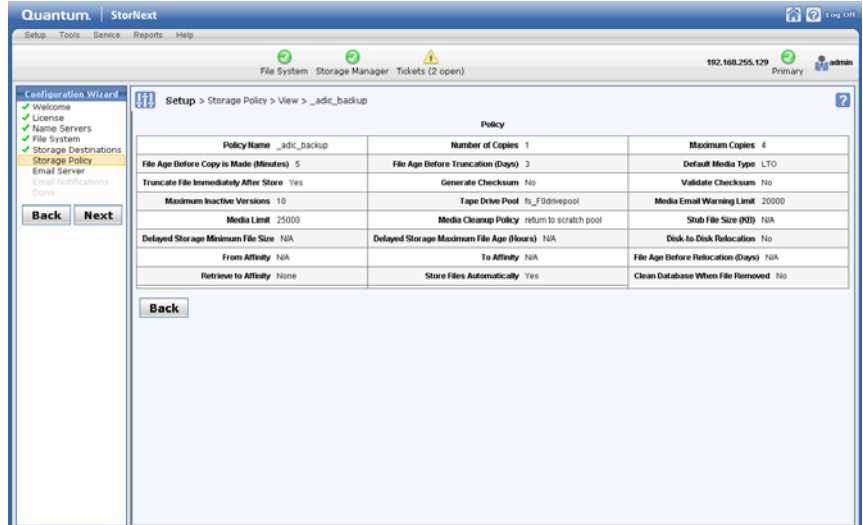 Quantum. StorNext
Log Off
Setup Tools Service Reports Help
File System Storage Manager Tickets (2 open)
192.168.255.129 Primary admin
Configuration Wizard
Welcome
License
Name Servers
File System
Storage Destinations
Storage Policy
Email Server
Email Notifications
Done
Back Next
Setup > Storage Policy > View > _adic_backup
?
Policy
Policy Name _adic_backup Number of Copies 1 Maximum Copies 4
File Age Before Copy is Made (Minutes) 5 File Age Before Truncation (Days) 3 Default Media Type LTO
Truncate File Immediately After Store Yes Generate Checksum No Validate Checksum No
Maximum Inactive Versions 10 Tape Drive Pool fs_F0drivepool Media Email Warning Limit 20000
Media Limit 25000 Media Cleanup Policy return to scratch pool Stub File Size (KB) N/A
Delayed Storage Minimum File Size N/A Delayed Storage Maximum File Age (Hours) N/A Disk-to-Disk Relocation No
From Affinity N/A To Affinity N/A File Age Before Relocation (Days) N/A
Retrieve to Affinity None Store Files Automatically Yes Clean Database When File Removed No
Back